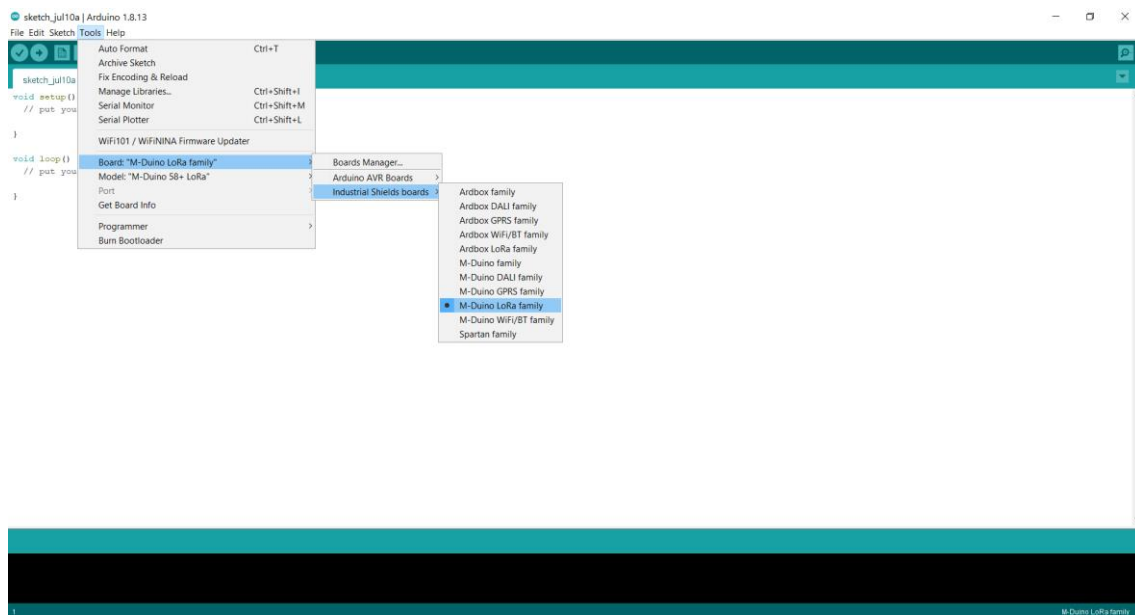 sketch_jul10a | Arduino 1.8.13
File Edit Sketch Tools Help
sketch_jul10a
void setup()
// put you
}
void loop()
// put you
}
Auto Format Ctrl+T
Archive Sketch
Fix Encoding & Reload
Manage Libraries... Ctrl+Shift+I
Serial Monitor Ctrl+Shift+M
Serial Plotter Ctrl+Shift+L
WiFi101 / WiFiNINA Firmware Updater
Board: "M-Duino LoRa family"
Model: "M-Duino 58+ LoRa"
Port
Get Board Info
Programmer
Burn Bootloader
Boards Manager...
Arduino AVR Boards
Industrial Shields boards
Ardbox family
Ardbox DALI family
Ardbox GPRS family
Ardbox WiFi/BT family
Ardbox LoRa family
M-Duino family
M-Duino DALI family
M-Duino GPRS family
M-Duino LoRa family
M-Duino WiFi/BT family
Spartan family
1 M-Duino LoRa family